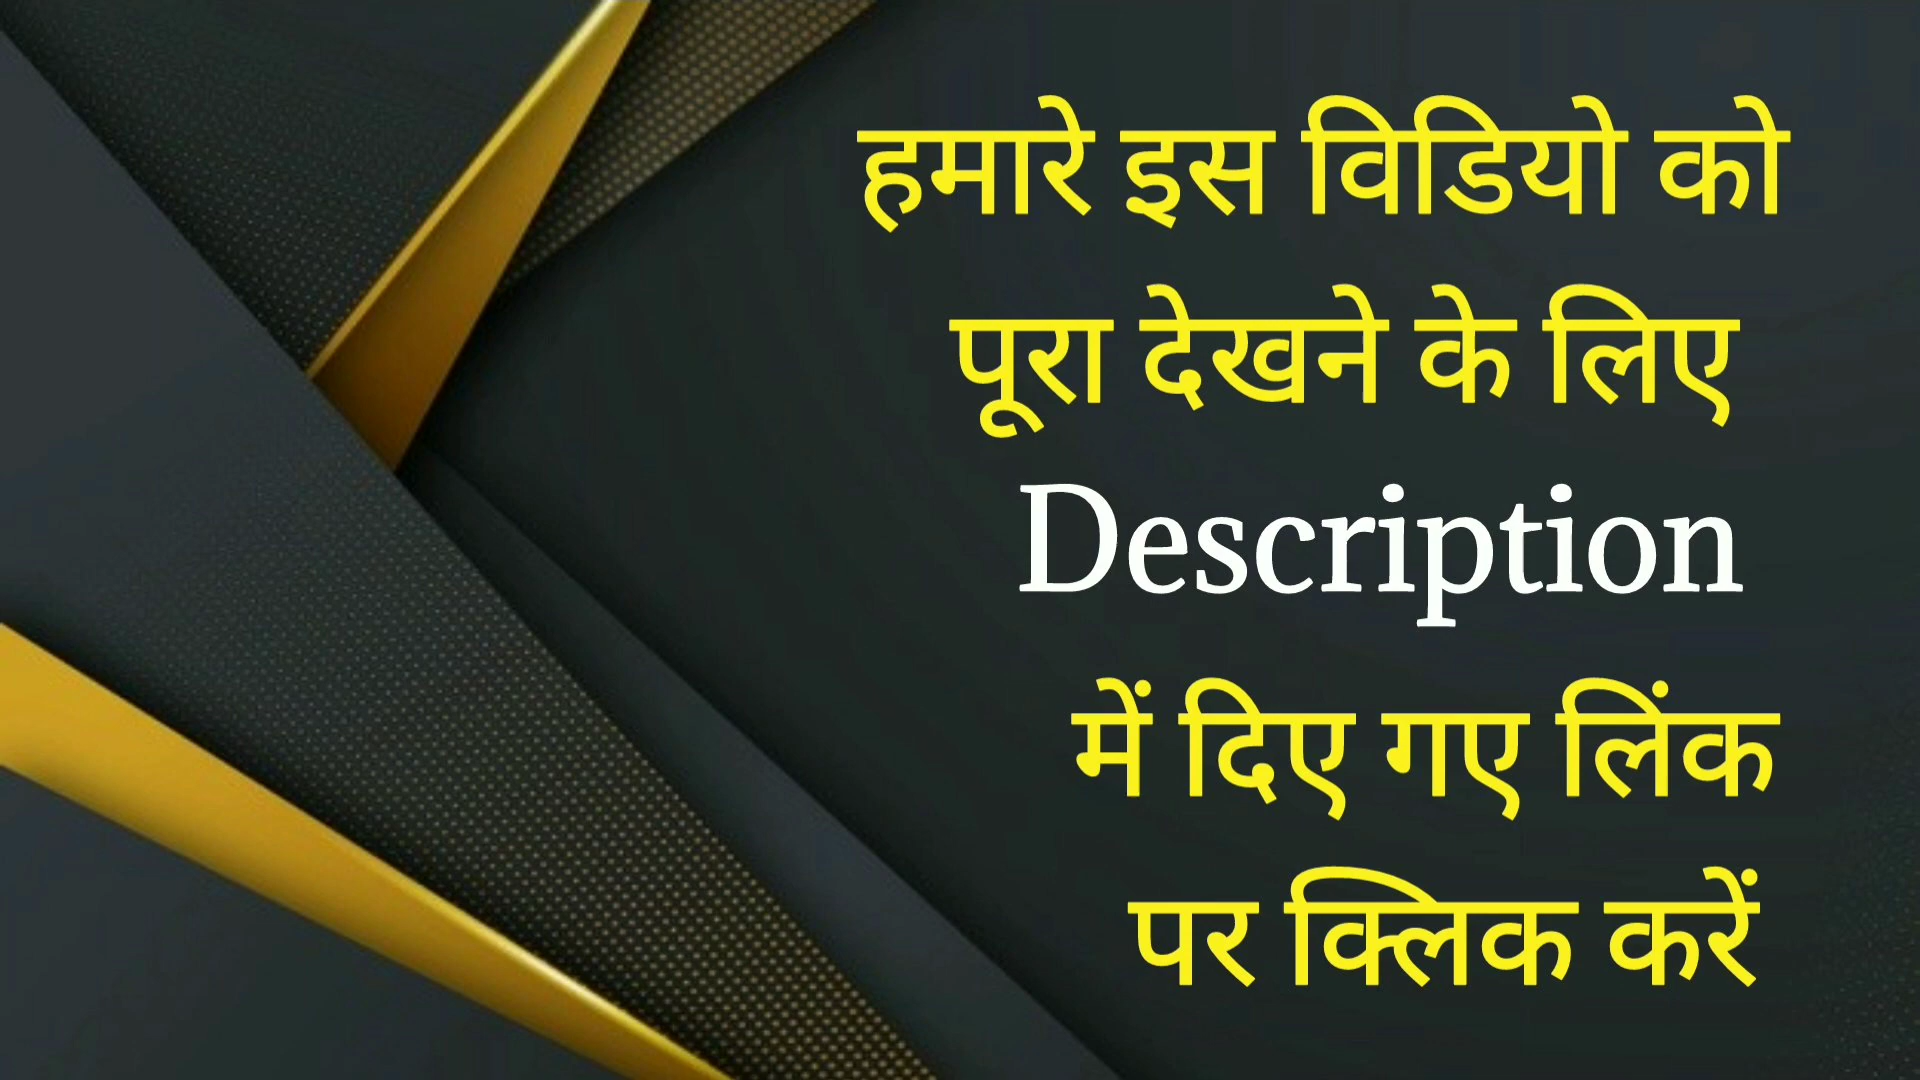 हमारे इस विडियो को
पूरा देखने के लिए
Description
में दिए गए लिंक
पर क्लिक करें